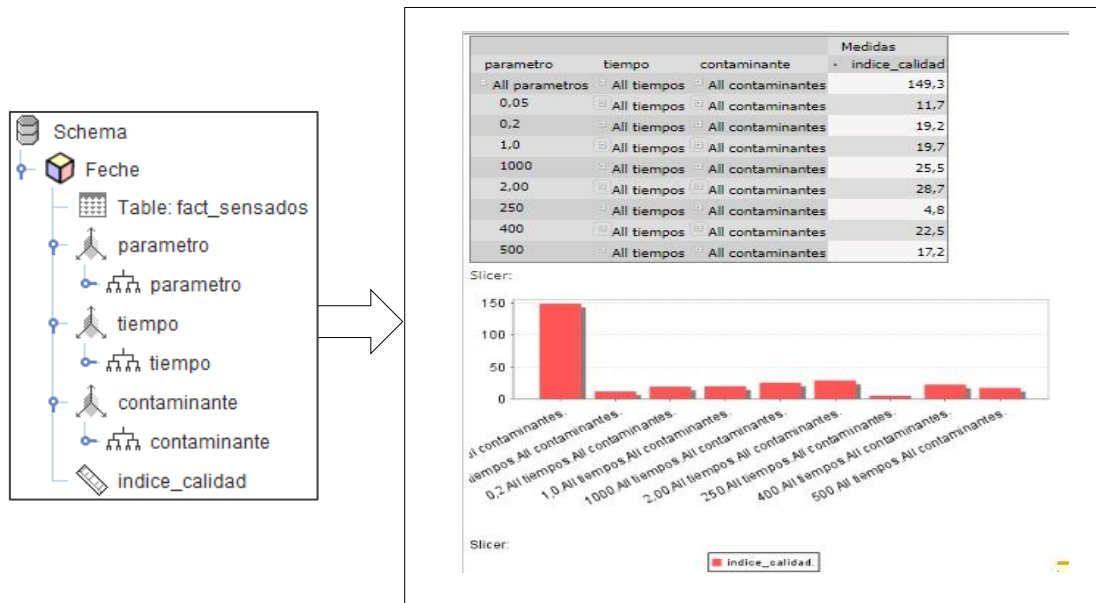 Schema
Feche
Table: fact_sensados
parametro
parametro
tiempo
tiempo
contaminante
contaminante
indice_calidad
Medidas
parametro tiempo contaminante indice_calidad
All parametros All tiempos All contaminantes 149,3
0,05 All tiempos All contaminantes 11,7
0,2 All tiempos All contaminantes 19,2
1,0 All tiempos All contaminantes 19,7
1000 All tiempos All contaminantes 25,5
2,00 All tiempos All contaminantes 28,7
250 All tiempos All contaminantes 4,8
400 All tiempos All contaminantes 22,5
500 All tiempos All contaminantes 17,2
Slicer:
150
100
50
0
contaminantes.
tiempos.All contaminantes.
0,2.All tiempos.All contaminantes.
1,0.All tiempos.All contaminantes.
1000.All tiempos.All contaminantes.
2,00.All tiempos.All contaminantes.
250.All tiempos.All contaminantes.
400.All tiempos.All contaminantes.
500.All tiempos.All contaminantes.
Slicer:
indice_calidad.